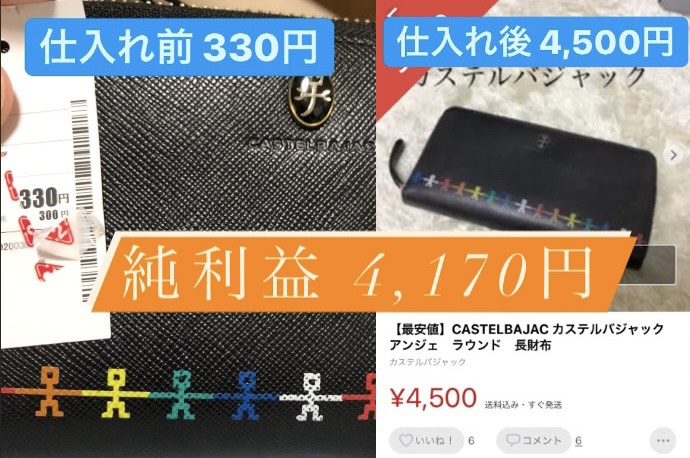 仕入れ前 330円
仕入れ後 4,500円
カステルバジャック
CASTELBAJAC
330円
300 円
純利益 4,170円
【最安値】CASTELBAJAC カステルバジャック
アンジェ　ラウンド　長財布
カステルバジャック
¥4,500 送料込み・すぐ発送
いいね！ 6
コメント 6